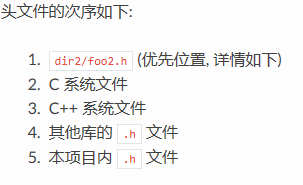 头文件的次序如下:
1. dir2/foo2.h (优先位置, 详情如下)
2. C 系统文件
3. C++ 系统文件
4. 其他库的 .h 文件
5. 本项目内 .h 文件